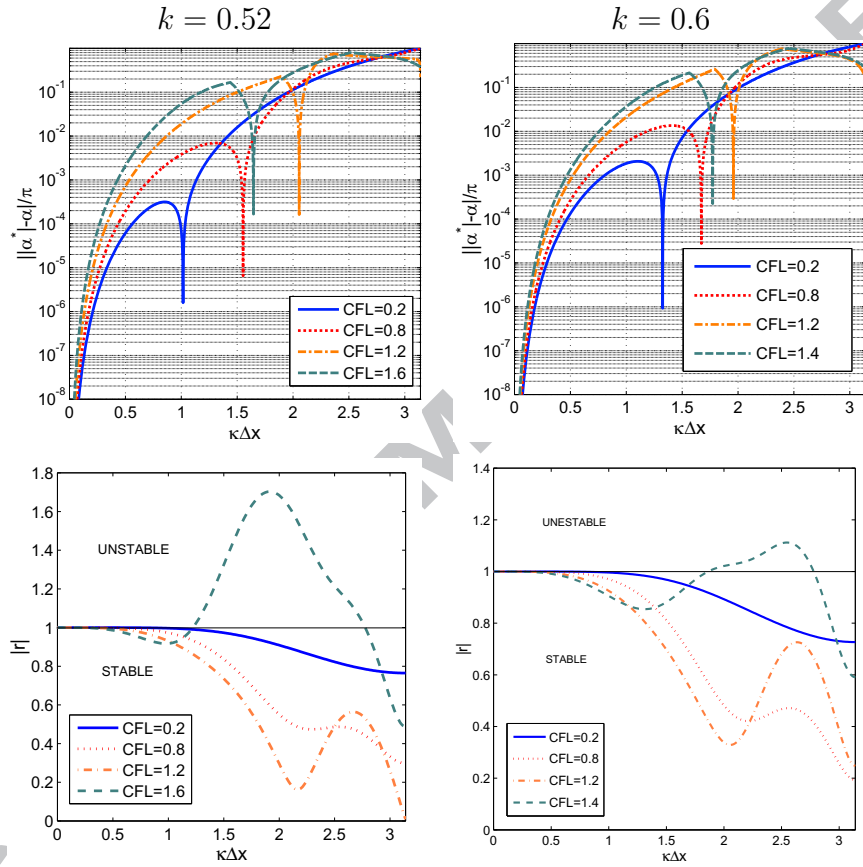 k = 0.52
k = 0.6
10^-1
10^-2
10^-3
10^-4
10^-5
10^-6
10^-7
10^-8
||α*|-α|/π
0 0.5 1 1.5 2 2.5 3
κΔx
CFL=0.2
CFL=0.8
CFL=1.2
CFL=1.6
10^-1
10^-2
10^-3
10^-4
10^-5
10^-6
10^-7
10^-8
||α*|-α|/π
0 0.5 1 1.5 2 2.5 3
κΔx
CFL=0.2
CFL=0.8
CFL=1.2
CFL=1.4
1.8
1.6
1.4
1.2
1
0.8
0.6
0.4
0.2
0
|r|
UNSTABLE
STABLE
CFL=0.2
CFL=0.8
CFL=1.2
CFL=1.6
0 0.5 1 1.5 2 2.5 3
κΔx
1.4
1.2
1
0.8
0.6
0.4
0.2
0
|r|
UNESTABLE
STABLE
CFL=0.2
CFL=0.8
CFL=1.2
CFL=1.4
0 0.5 1 1.5 2 2.5 3
κΔx